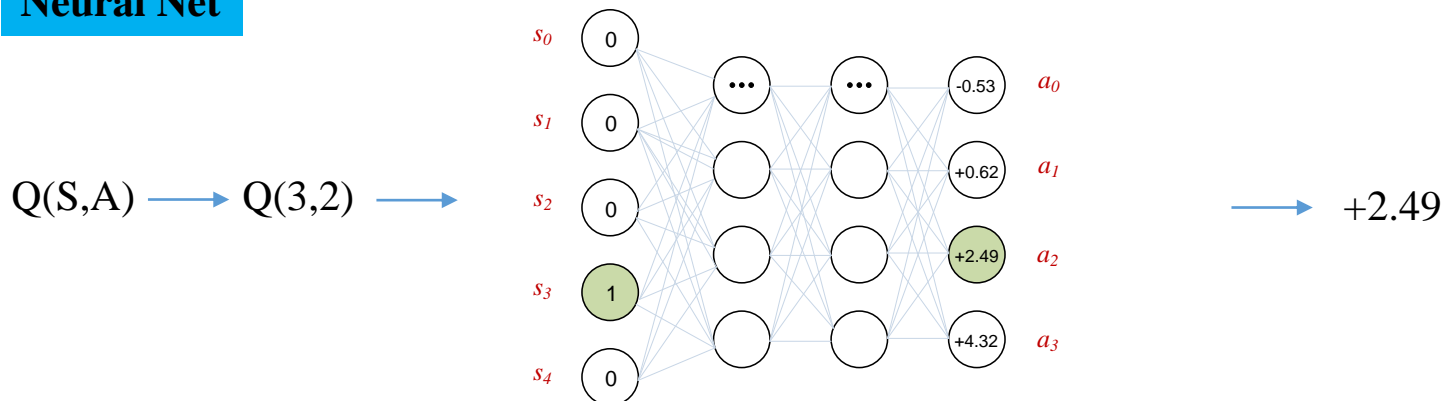 Neural Net
s0 0
... ... -0.53 a0
s1 0
+0.62 a1
Q(S,A) Q(3,2) s2 0 +2.49
+2.49 a2
s3 1
+4.32 a3
s4 0